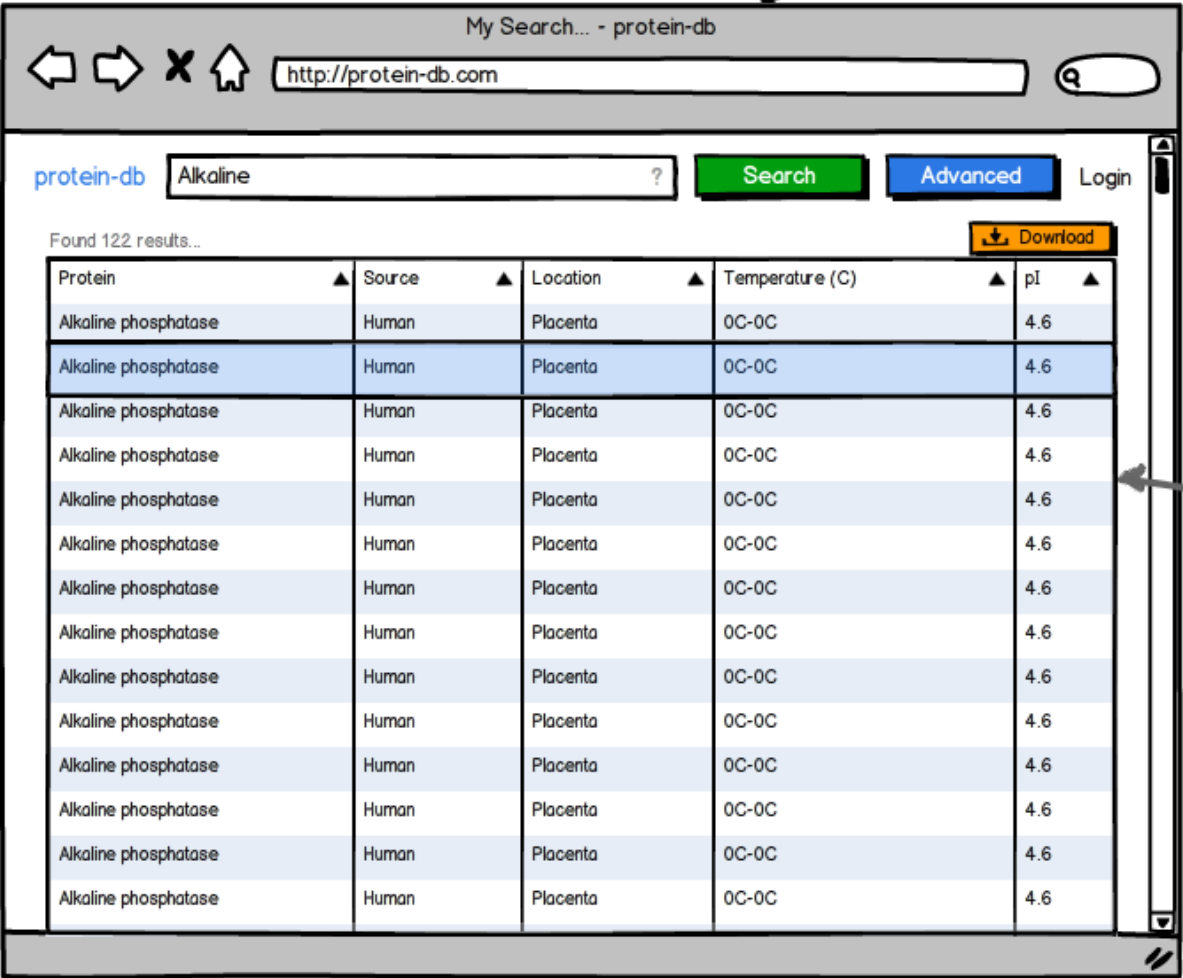 My Search... - protein-db
http://protein-db.com
protein-db Alkaline ? Search Advanced Login
Found 122 results... Download
Protein Source Location Temperature (C) pI
Alkaline phosphatase Human Placenta 0C-0C 4.6
Alkaline phosphatase Human Placenta 0C-0C 4.6
Alkaline phosphatase Human Placenta 0C-0C 4.6
Alkaline phosphatase Human Placenta 0C-0C 4.6
Alkaline phosphatase Human Placenta 0C-0C 4.6
Alkaline phosphatase Human Placenta 0C-0C 4.6
Alkaline phosphatase Human Placenta 0C-0C 4.6
Alkaline phosphatase Human Placenta 0C-0C 4.6
Alkaline phosphatase Human Placenta 0C-0C 4.6
Alkaline phosphatase Human Placenta 0C-0C 4.6
Alkaline phosphatase Human Placenta 0C-0C 4.6
Alkaline phosphatase Human Placenta 0C-0C 4.6
Alkaline phosphatase Human Placenta 0C-0C 4.6
Alkaline phosphatase Human Placenta 0C-0C 4.6